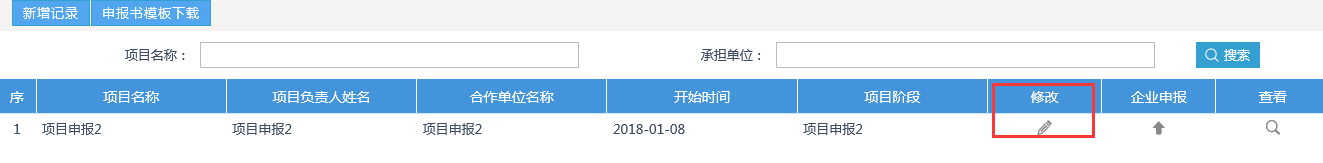 新增记录 申报书模板下载
项目名称： 承担单位： 搜索
序 项目名称 项目负责人姓名 合作单位名称 开始时间 项目阶段 修改 企业申报 查看
1 项目申报2 项目申报2 项目申报2 2018-01-08 项目申报2